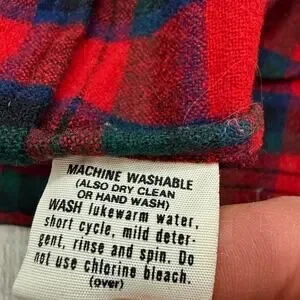 MACHINE WASHABLE
(ALSO DRY CLEAN
OR HAND WASH)
WASH lukewarm water,
short cycle, mild deter-
gent, rinse and spin. Do
not use chlorine bleach.
(over)